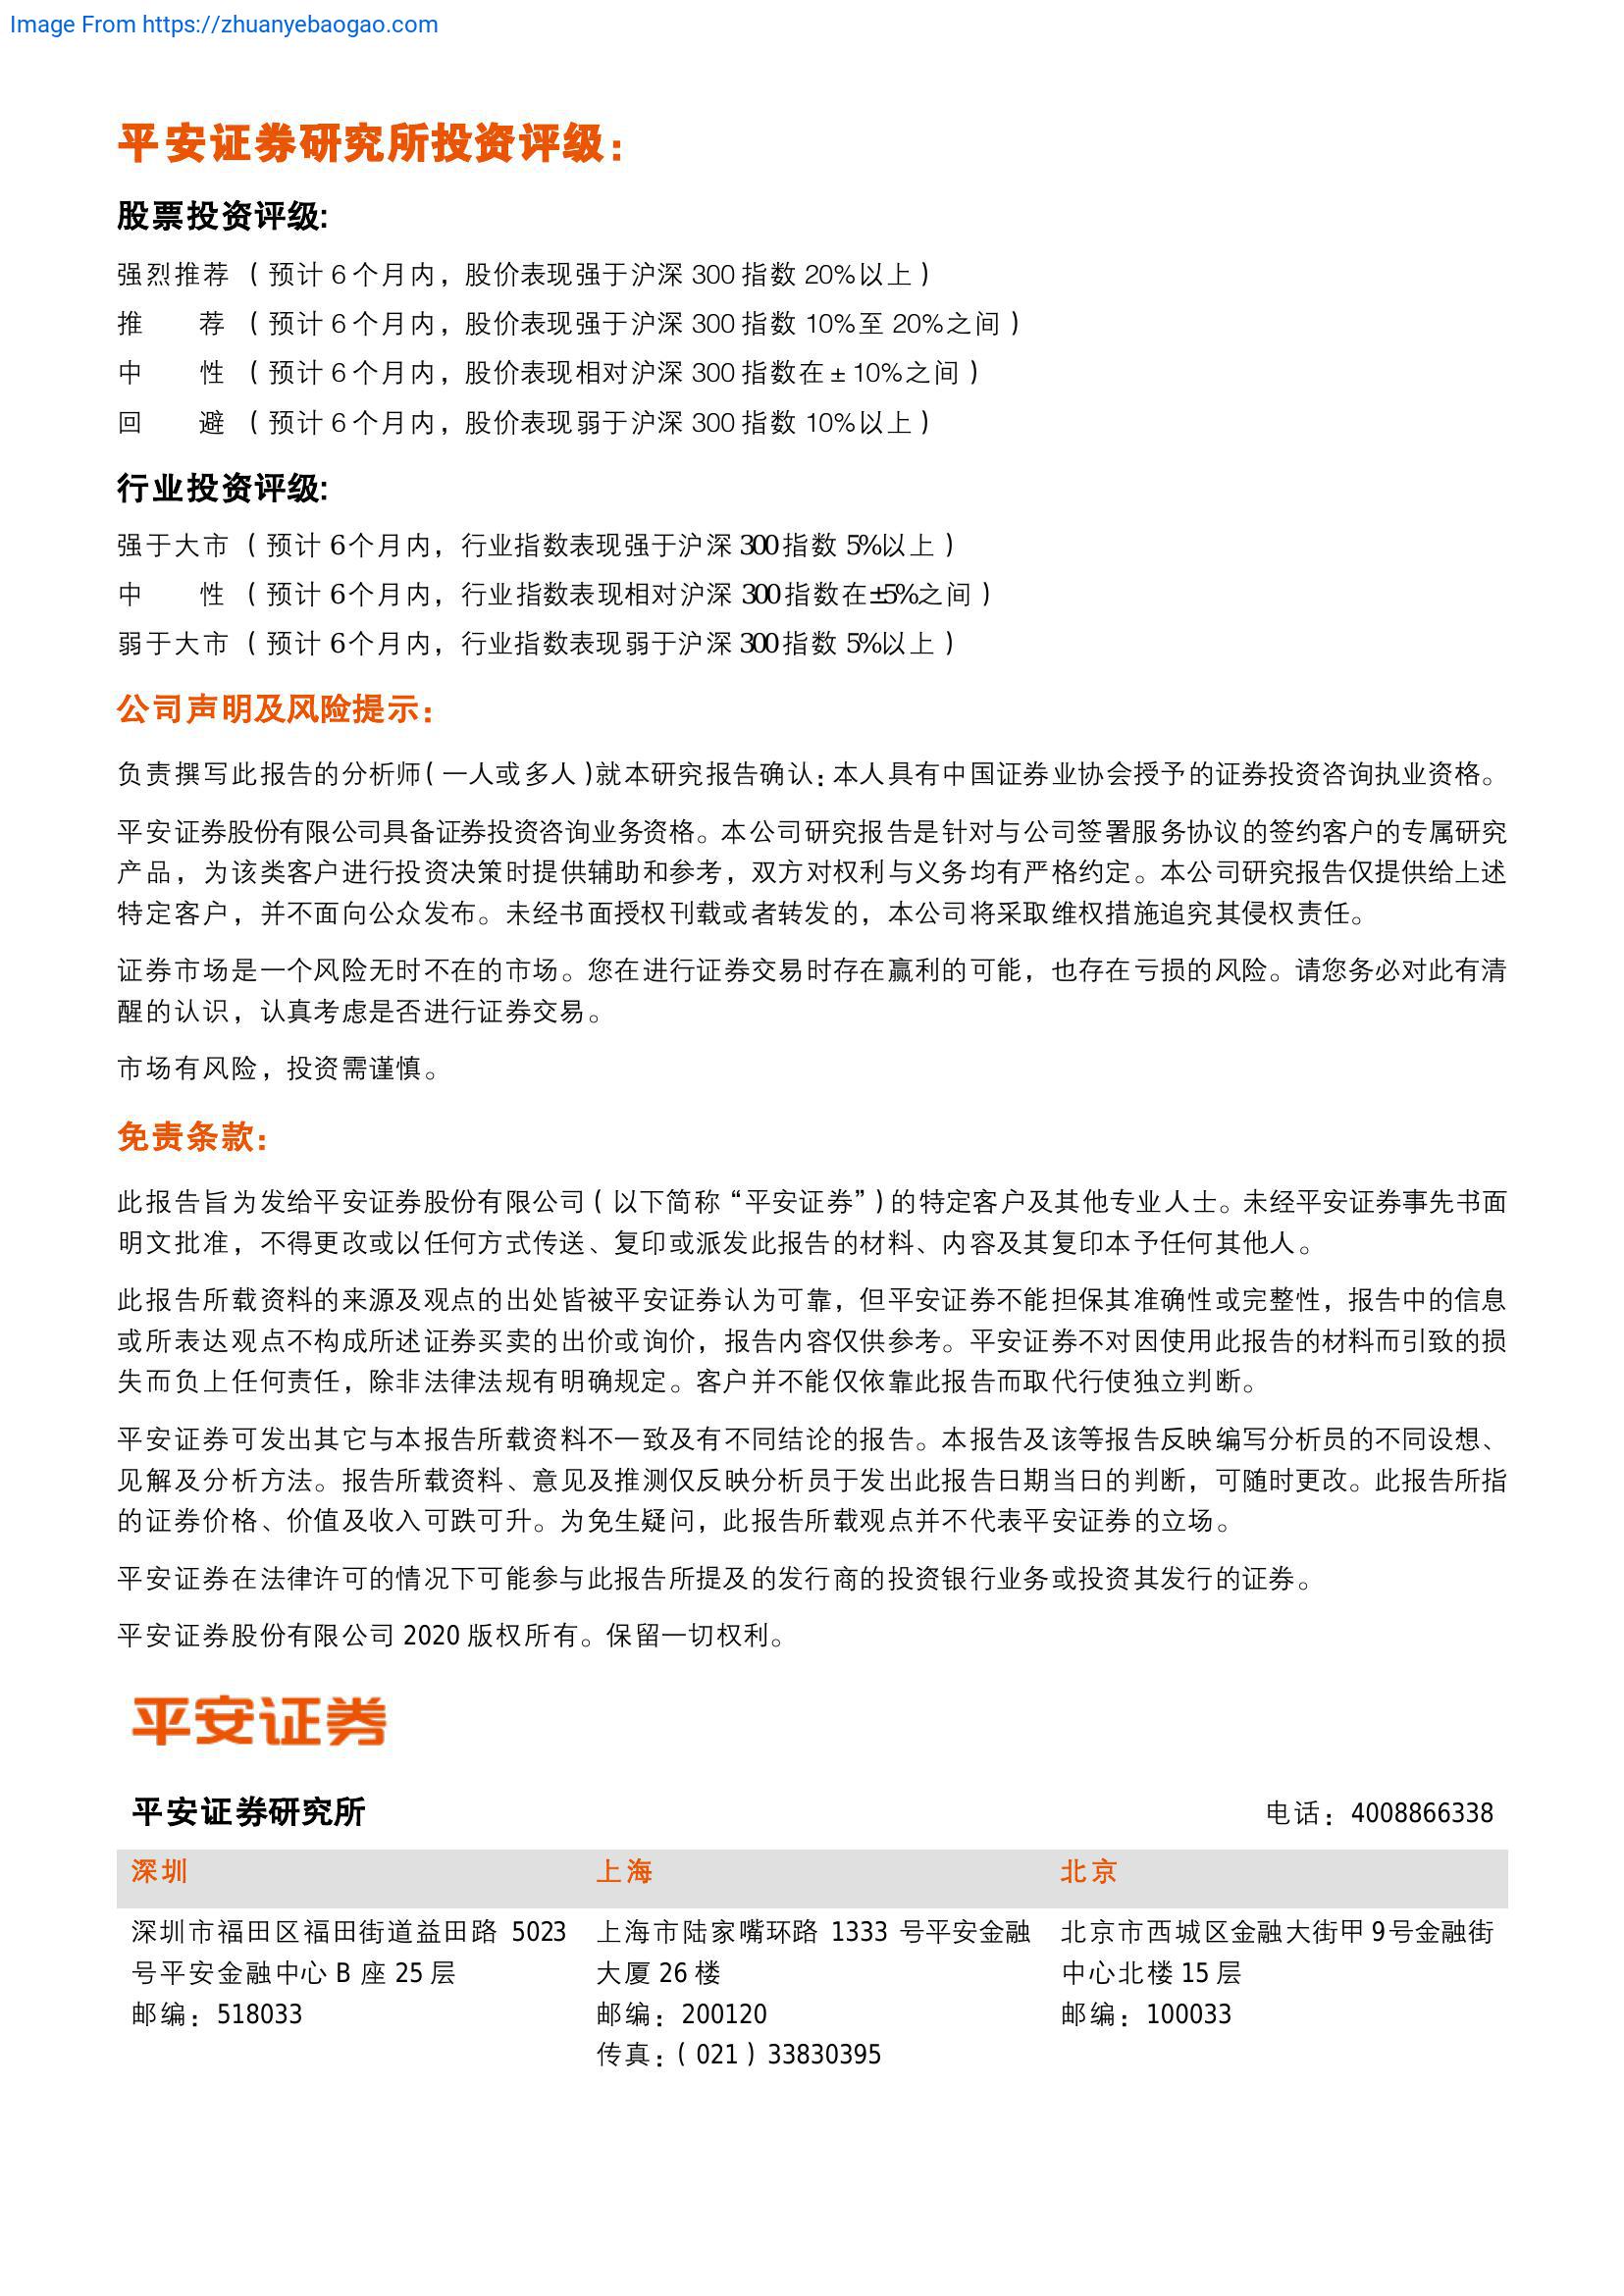 Image From https://zhuanyebaogao.com
平安证券研究所投资评级：
股票投资评级:
强烈推荐 （预计 6 个月内，股价表现强于沪深 300 指数 20%以上）
推　　荐 （预计 6 个月内，股价表现强于沪深 300 指数 10%至 20%之间）
中　　性 （预计 6 个月内，股价表现相对沪深 300 指数在± 10%之间）
回　　避 （预计 6 个月内，股价表现弱于沪深 300 指数 10%以上）
行业投资评级:
强于大市 （预计 6 个月内，行业指数表现强于沪深 300 指数 5%以上）
中　　性 （预计 6 个月内，行业指数表现相对沪深 300 指数在±5%之间）
弱于大市 （预计 6 个月内，行业指数表现弱于沪深 300 指数 5%以上）
公司声明及风险提示：
负责撰写此报告的分析师（一人或多人）就本研究报告确认：本人具有中国证券业协会授予的证券投资咨询执业资格。
平安证券股份有限公司具备证券投资咨询业务资格。本公司研究报告是针对与公司签署服务协议的签约客户的专属研究
产品，为该类客户进行投资决策时提供辅助和参考，双方对权利与义务均有严格约定。本公司研究报告仅提供给上述
特定客户，并不面向公众发布。未经书面授权刊载或者转发的，本公司将采取维权措施追究其侵权责任。
证券市场是一个风险无时不在的市场。您在进行证券交易时存在赢利的可能，也存在亏损的风险。请您务必对此有清
醒的认识，认真考虑是否进行证券交易。
市场有风险，投资需谨慎。
免责条款：
此报告旨为发给平安证券股份有限公司（以下简称“平安证券”）的特定客户及其他专业人士。未经平安证券事先书面
明文批准，不得更改或以任何方式传送、复印或派发此报告的材料、内容及其复印本予任何其他人。
此报告所载资料的来源及观点的出处皆被平安证券认为可靠，但平安证券不能担保其准确性或完整性，报告中的信息
或所表达观点不构成所述证券买卖的出价或询价，报告内容仅供参考。平安证券不对因使用此报告的材料而引致的损
失而负上任何责任，除非法律法规有明确规定。客户并不能仅依靠此报告而取代行使独立判断。
平安证券可发出其它与本报告所载资料不一致及有不同结论的报告。本报告及该等报告反映编写分析员的不同设想、
见解及分析方法。报告所载资料、意见及推测仅反映分析员于发出此报告日期当日的判断，可随时更改。此报告所指
的证券价格、价值及收入可跌可升。为免生疑问，此报告所载观点并不代表平安证券的立场。
平安证券在法律许可的情况下可能参与此报告所提及的发行商的投资银行业务或投资其发行的证券。
平安证券股份有限公司 2020 版权所有。保留一切权利。
平安证券
平安证券研究所 电话：4008866338
深圳 上海 北京
深圳市福田区福田街道益田路 5023 上海市陆家嘴环路 1333 号平安金融 北京市西城区金融大街甲 9 号金融街
号平安金融中心 B 座 25 层 大厦 26 楼 中心北楼 15 层
邮编：518033 邮编：200120 邮编：100033
传真：（021）33830395